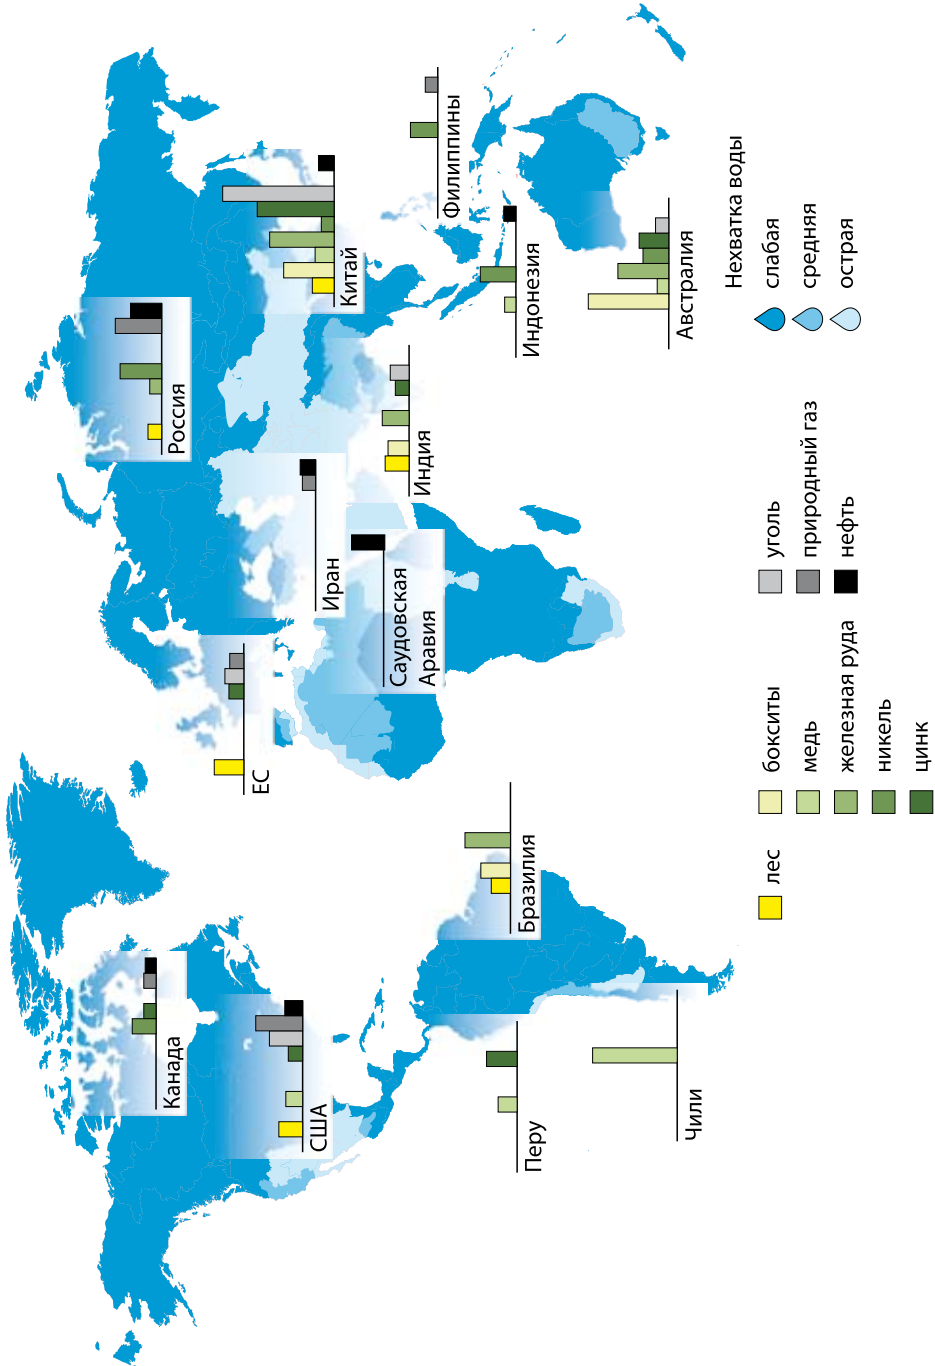 Канада
США
Перу
Чили
Бразилия
ЕС
Россия
Иран
Саудовская
Аравия
Индия
Китай
Филиппины
Индонезия
Австралия
лес
бокситы
медь
железная руда
никель
цинк
уголь
природный газ
нефть
Нехватка воды
слабая
средняя
острая